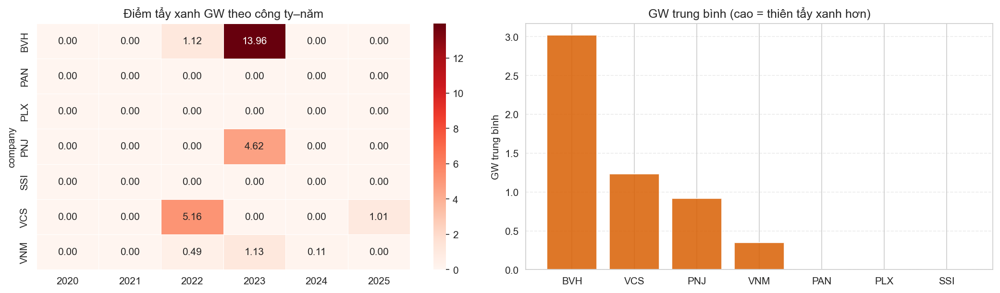 Điểm tẩy xanh GW theo công ty–năm
company
BVH 0.00 0.00 1.12 13.96 0.00 0.00
PAN 0.00 0.00 0.00 0.00 0.00 0.00
PLX 0.00 0.00 0.00 0.00 0.00 0.00
PNJ 0.00 0.00 0.00 4.62 0.00 0.00
SSI 0.00 0.00 0.00 0.00 0.00 0.00
VCS 0.00 0.00 5.16 0.00 0.00 1.01
VNM 0.00 0.00 0.49 1.13 0.11 0.00
2020 2021 2022 2023 2024 2025
12
10
8
6
4
2
0
GW trung bình (cao = thiên tẩy xanh hơn)
GW trung bình
3.0
2.5
2.0
1.5
1.0
0.5
0.0
BVH VCS PNJ VNM PAN PLX SSI